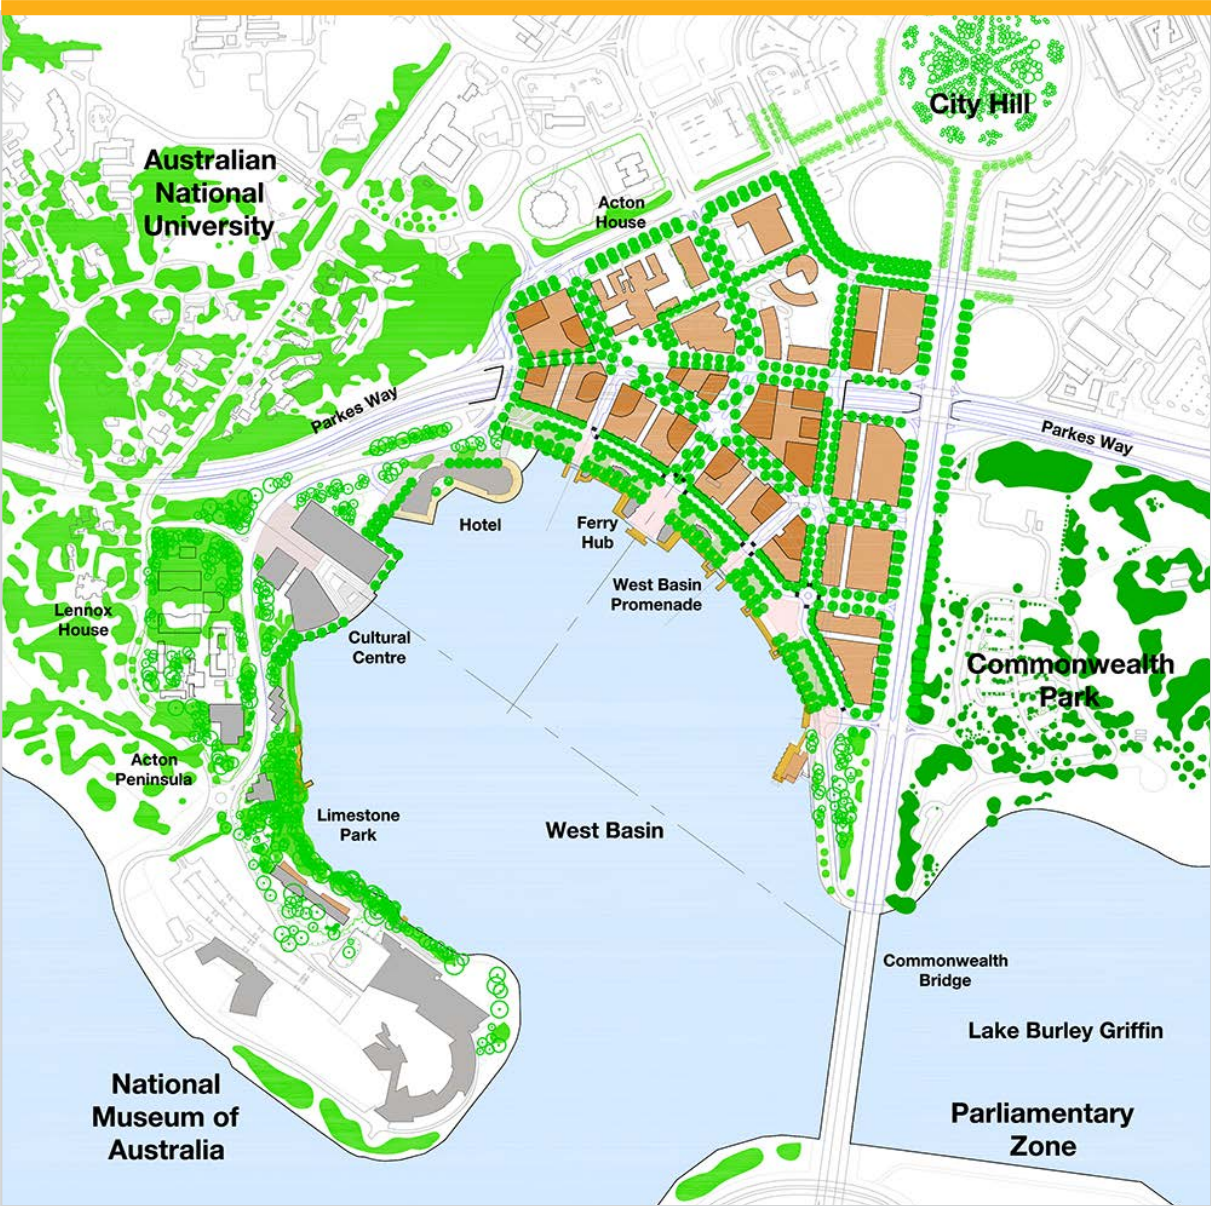 City Hill
Australian
National
University
Acton
House
Parkes Way
Parkes Way
Hotel
Ferry
Hub
West Basin
Promenade
Lennox
House
Cultural
Centre
Commonwealth
Park
Acton
Peninsula
Limestone
Park
West Basin
Commonwealth
Bridge
Lake Burley Griffin
National
Museum of
Australia
Parliamentary
Zone